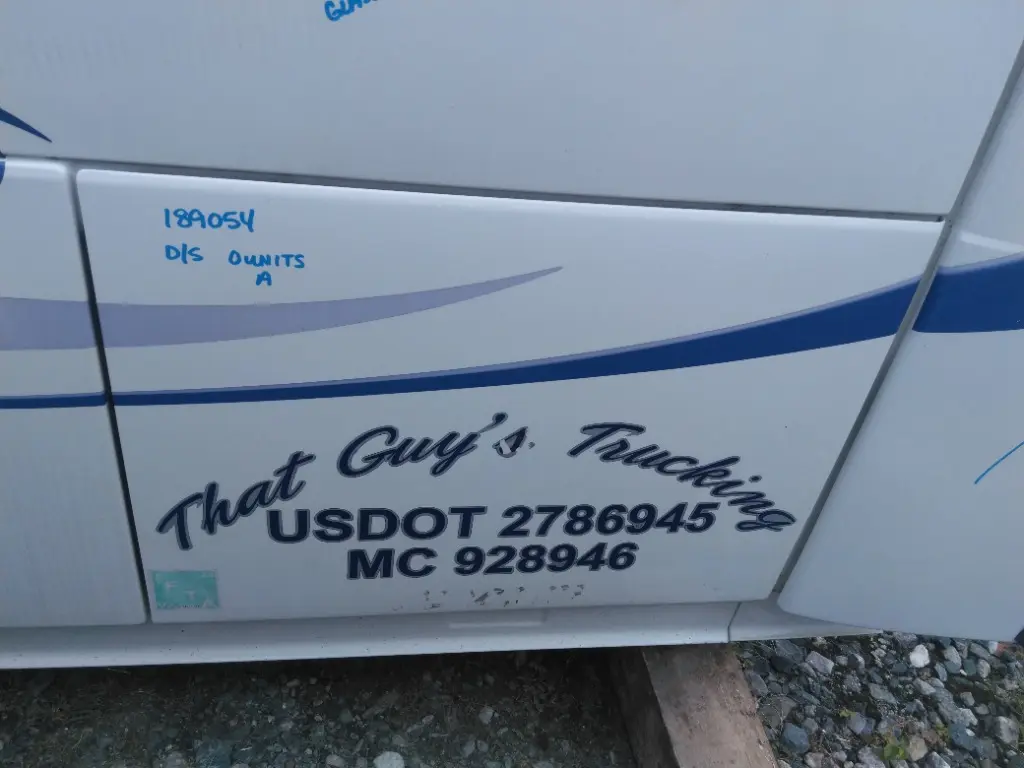 189054
D/S OUNITS
A
That Guy's Trucking
USDOT 2786945
MC 928946